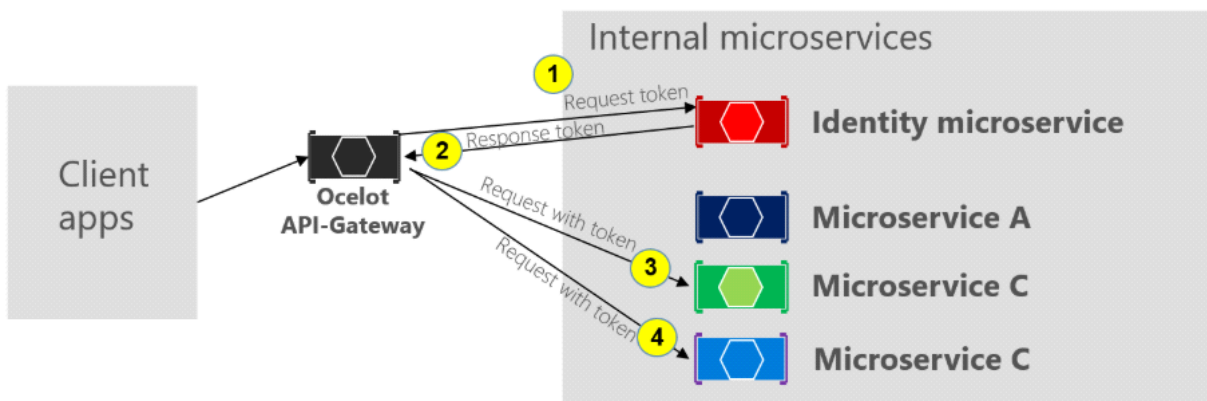 Internal microservices
1
Request token
Identity microservice
2
Response token
Client
apps
Ocelot
API-Gateway
Request with token
3
Request with token
4
Microservice A
Microservice C
Microservice C